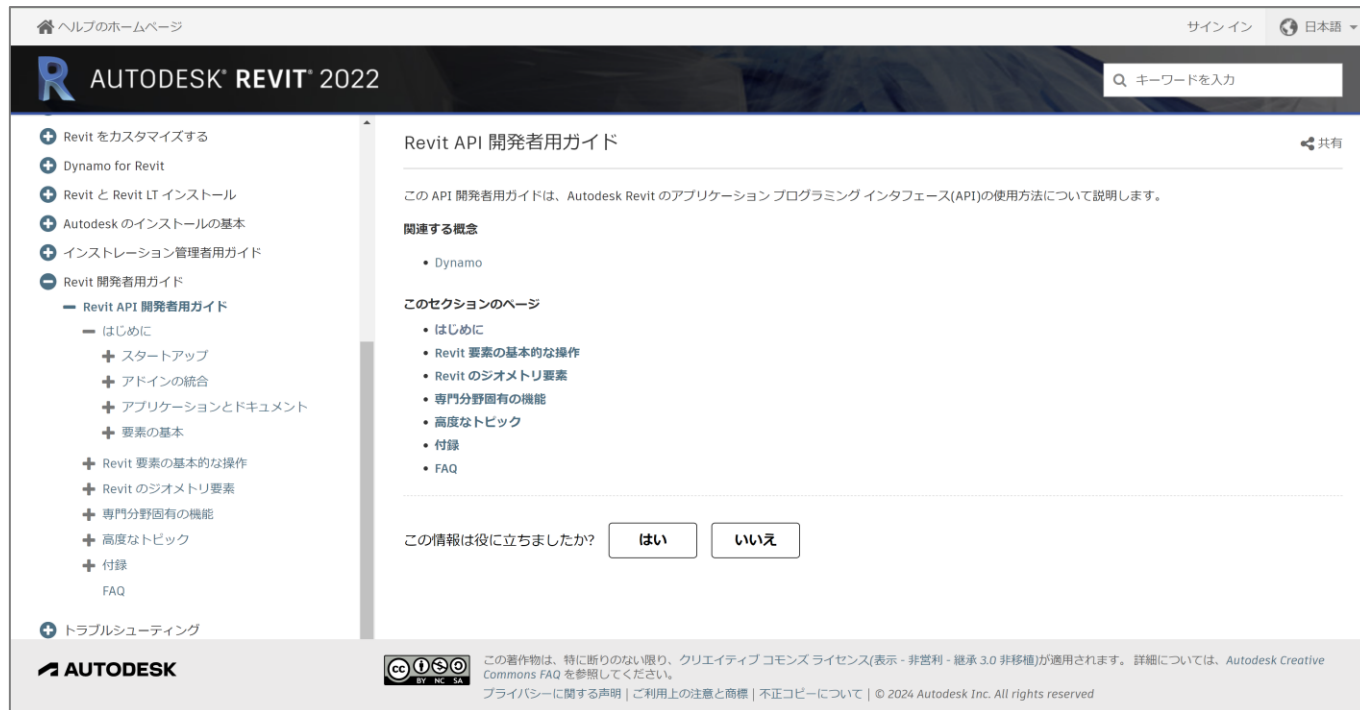 ヘルプのホームページ
サイン イン
日本語
AUTODESK® REVIT® 2022
キーワードを入力
Revit をカスタマイズする
Dynamo for Revit
Revit と Revit LT インストール
Autodesk のインストールの基本
インストレーション管理者用ガイド
Revit 開発者用ガイド
Revit API 開発者用ガイド
はじめに
スタートアップ
アドインの統合
アプリケーションとドキュメント
要素の基本
Revit 要素の基本的な操作
Revit のジオメトリ要素
専門分野固有の機能
高度なトピック
付録
FAQ
トラブルシューティング
Revit API 開発者用ガイド
共有
この API 開発者用ガイドは、Autodesk Revit のアプリケーション プログラミング インタフェース(API)の使用方法について説明します。
関連する概念
• Dynamo
このセクションのページ
• はじめに
• Revit 要素の基本的な操作
• Revit のジオメトリ要素
• 専門分野固有の機能
• 高度なトピック
• 付録
• FAQ
この情報は役に立ちましたか?
はい
いいえ
AUTODESK
cc
BY NC SA
この著作物は、特に断りのない限り、クリエイティブ コモンズ ライセンス(表示 - 非営利 - 継承 3.0 非移植)が適用されます。 詳細については、Autodesk Creative
Commons FAQ を参照してください。
プライバシーに関する声明 | ご利用上の注意と商標 | 不正コピーについて | © 2024 Autodesk Inc. All rights reserved